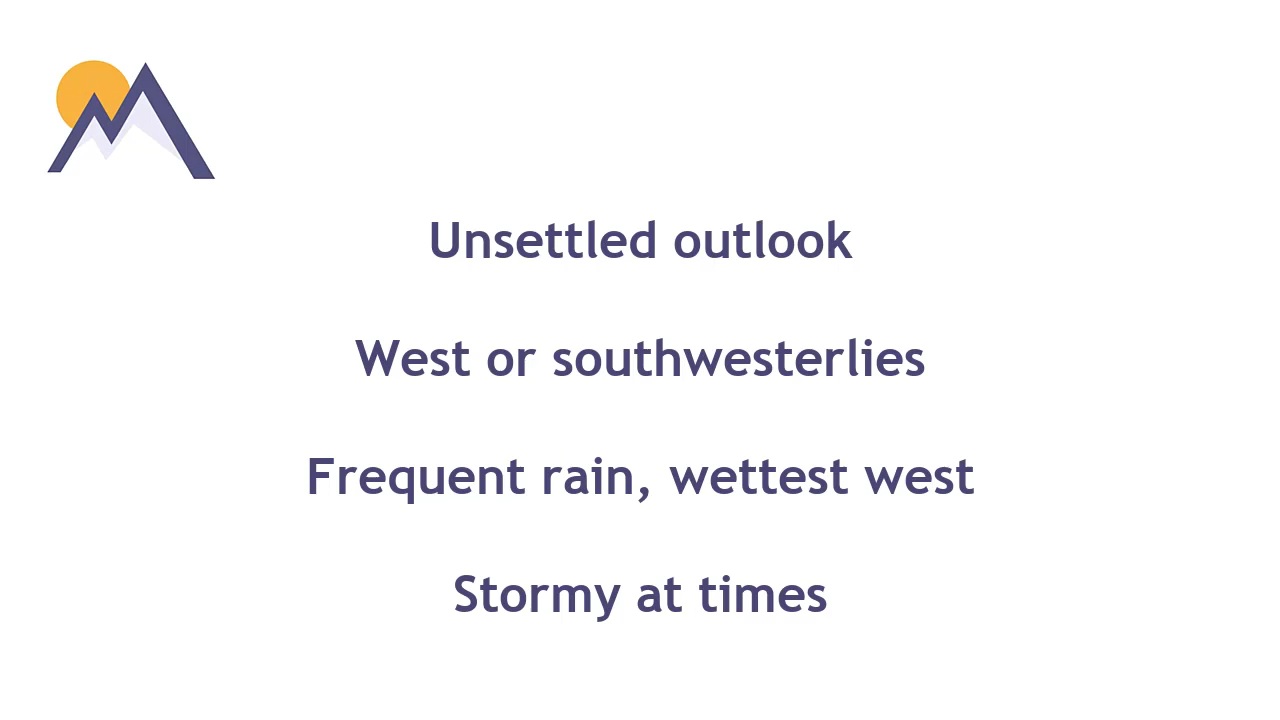 Unsettled outlook
West or southwesterlies
Frequent rain, wettest west
Stormy at times